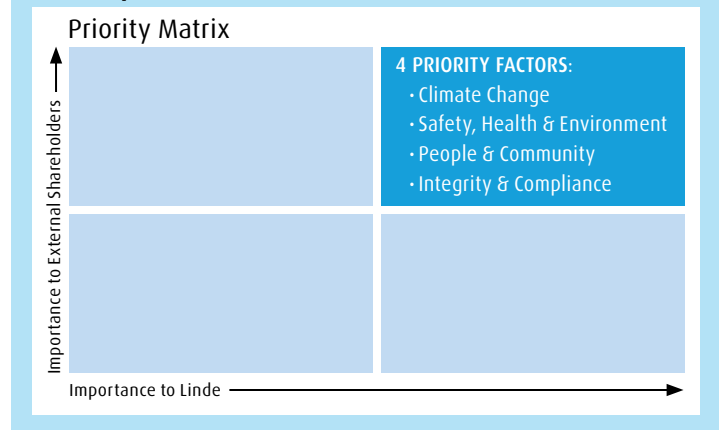 Priority Matrix
4 PRIORITY FACTORS:
· Climate Change
· Safety, Health & Environment
· People & Community
· Integrity & Compliance
Importance to External Shareholders
Importance to Linde